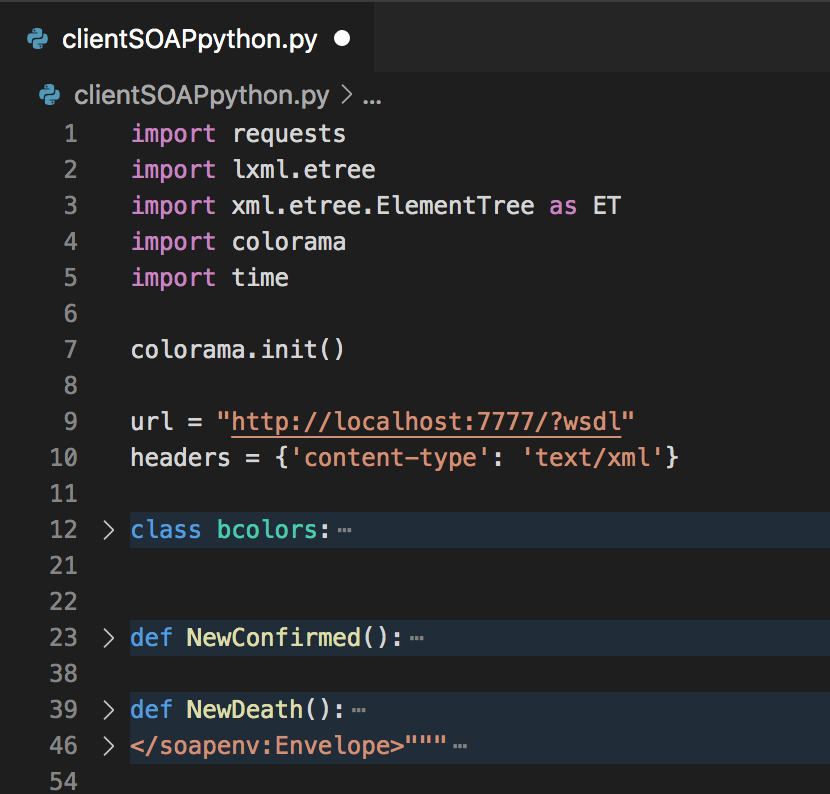 clientSOAPpython.py
clientSOAPpython.py > ...
1 import requests
2 import lxml.etree
3 import xml.etree.ElementTree as ET
4 import colorama
5 import time
6
7 colorama.init()
8
9 url = "http://localhost:7777/?wsdl"
10 headers = {'content-type': 'text/xml'}
11
12 > class bcolors:⋯
21
22
23 > def NewConfirmed():⋯
38
39 > def NewDeath():⋯
46 > </soapenv:Envelope>"""⋯
54